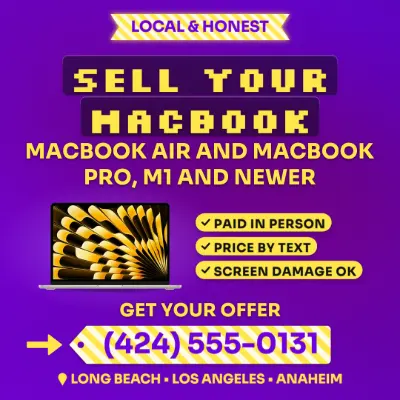 LOCAL & HONEST
SELL YOUR
MACBOOK
MACBOOK AIR AND MACBOOK
PRO, M1 AND NEWER
PAID IN PERSON
PRICE BY TEXT
SCREEN DAMAGE OK
GET YOUR OFFER
(424) 555-0131
LONG BEACH • LOS ANGELES • ANAHEIM